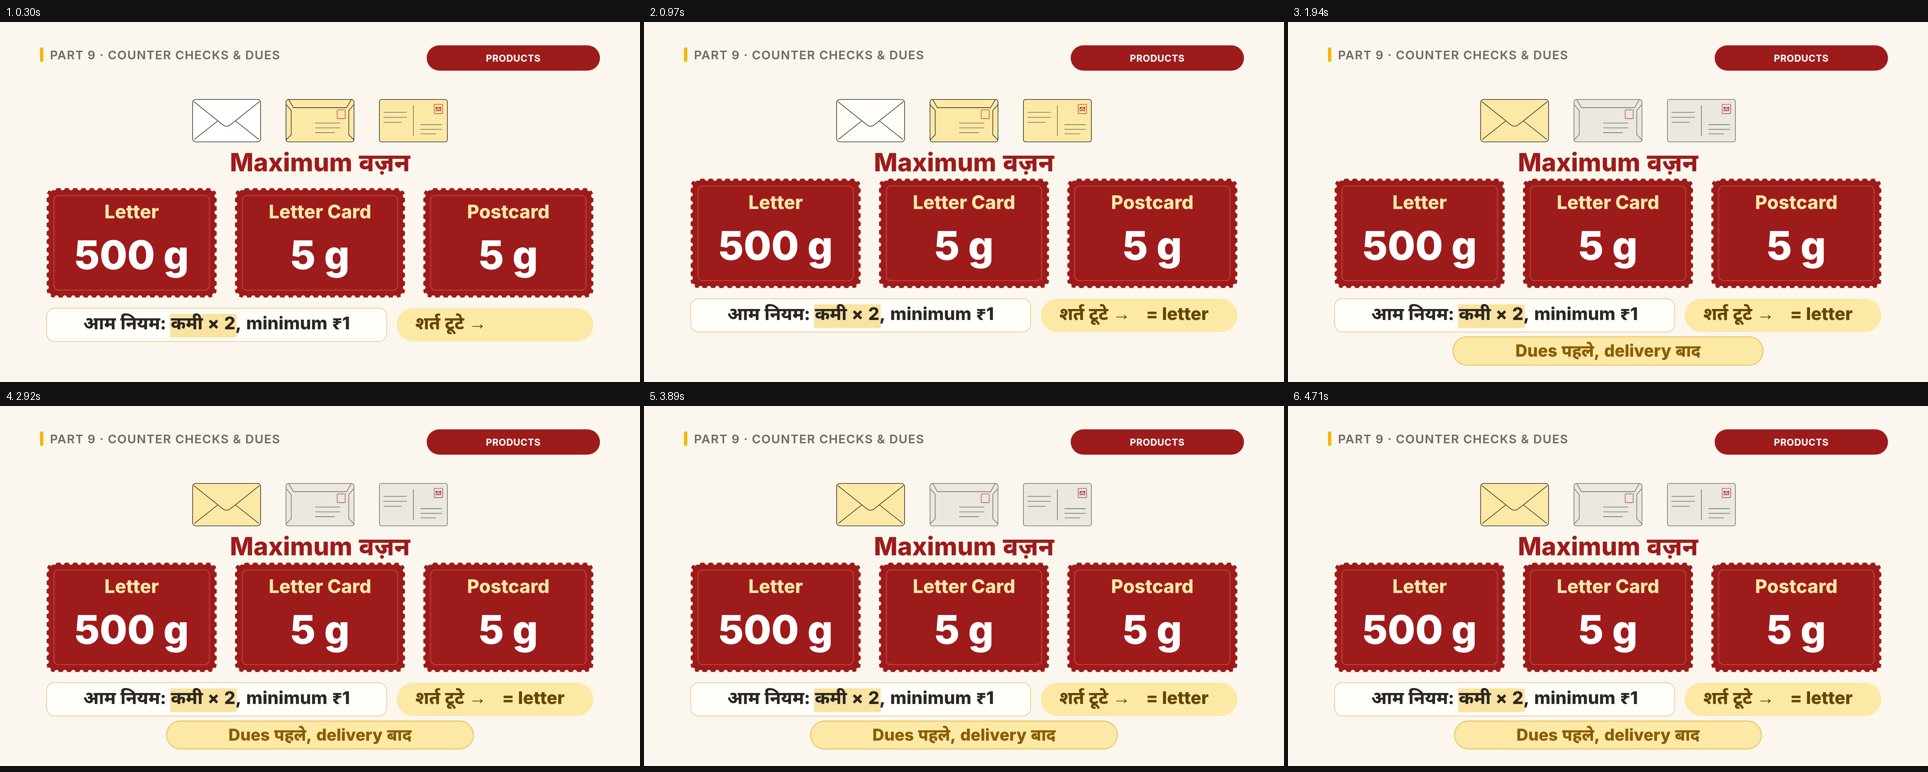 1. 0.30s
PART 9 · COUNTER CHECKS & DUES
PRODUCTS
Maximum वज़न
Letter
500 g
Letter Card
5 g
Postcard
5 g
आम नियम: कमी × 2, minimum ₹1
शर्त टूटे →
2. 0.97s
PART 9 · COUNTER CHECKS & DUES
PRODUCTS
Maximum वज़न
Letter
500 g
Letter Card
5 g
Postcard
5 g
आम नियम: कमी × 2, minimum ₹1
शर्त टूटे → = letter
3. 1.94s
PART 9 · COUNTER CHECKS & DUES
PRODUCTS
Maximum वज़न
Letter
500 g
Letter Card
5 g
Postcard
5 g
आम नियम: कमी × 2, minimum ₹1
शर्त टूटे → = letter
Dues पहले, delivery बाद
4. 2.92s
PART 9 · COUNTER CHECKS & DUES
PRODUCTS
Maximum वज़न
Letter
500 g
Letter Card
5 g
Postcard
5 g
आम नियम: कमी × 2, minimum ₹1
शर्त टूटे → = letter
Dues पहले, delivery बाद
5. 3.89s
PART 9 · COUNTER CHECKS & DUES
PRODUCTS
Maximum वज़न
Letter
500 g
Letter Card
5 g
Postcard
5 g
आम नियम: कमी × 2, minimum ₹1
शर्त टूटे → = letter
Dues पहले, delivery बाद
6. 4.71s
PART 9 · COUNTER CHECKS & DUES
PRODUCTS
Maximum वज़न
Letter
500 g
Letter Card
5 g
Postcard
5 g
आम नियम: कमी × 2, minimum ₹1
शर्त टूटे → = letter
Dues पहले, delivery बाद